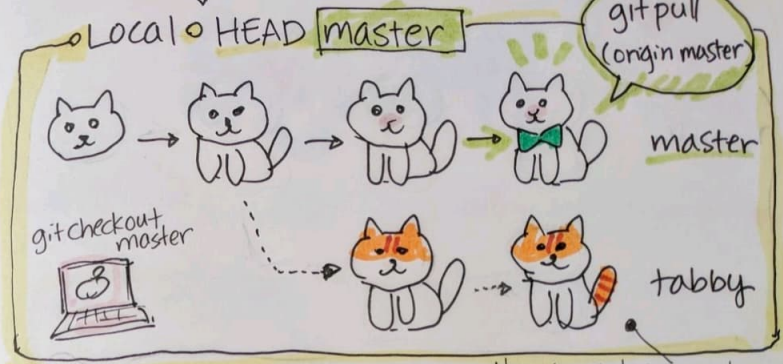 Local HEAD master
git pull
(origin master)
master
git checkout
master
tabby